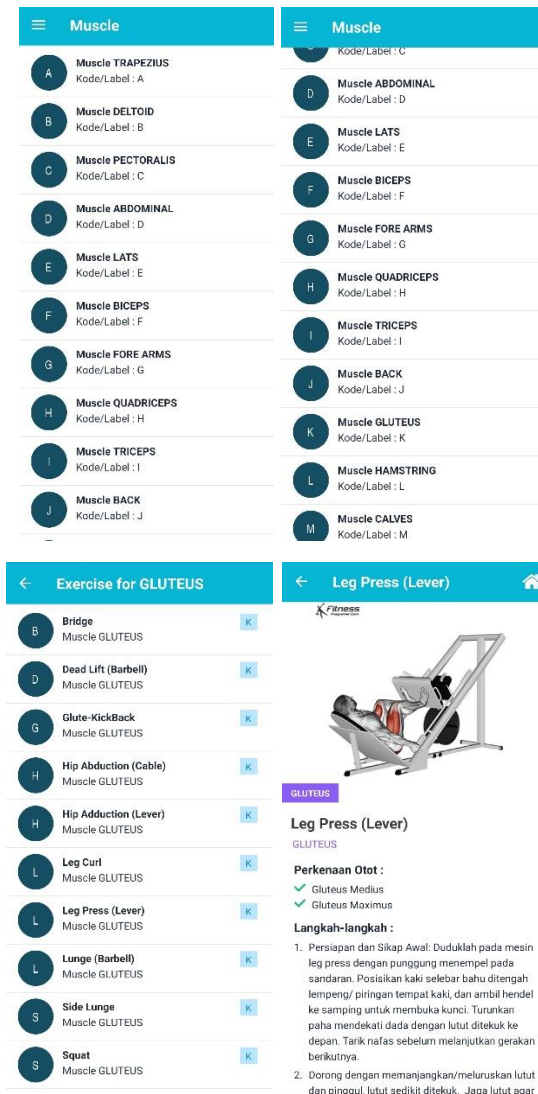 Muscle
A
Muscle TRAPEZIUS
Kode/Label : A
B
Muscle DELTOID
Kode/Label : B
C
Muscle PECTORALIS
Kode/Label : C
D
Muscle ABDOMINAL
Kode/Label : D
E
Muscle LATS
Kode/Label : E
F
Muscle BICEPS
Kode/Label : F
G
Muscle FORE ARMS
Kode/Label : G
H
Muscle QUADRICEPS
Kode/Label : H
I
Muscle TRICEPS
Kode/Label : I
J
Muscle BACK
Kode/Label : J
Muscle
Kode/Label : C
D
Muscle ABDOMINAL
Kode/Label : D
E
Muscle LATS
Kode/Label : E
F
Muscle BICEPS
Kode/Label : F
G
Muscle FORE ARMS
Kode/Label : G
H
Muscle QUADRICEPS
Kode/Label : H
I
Muscle TRICEPS
Kode/Label : I
J
Muscle BACK
Kode/Label : J
K
Muscle GLUTEUS
Kode/Label : K
L
Muscle HAMSTRING
Kode/Label : L
M
Muscle CALVES
Kode/Label : M
Exercise for GLUTEUS
B
Bridge
K
Muscle GLUTEUS
D
Dead Lift (Barbell)
K
Muscle GLUTEUS
G
Glute-KickBack
K
Muscle GLUTEUS
H
Hip Abduction (Cable)
K
Muscle GLUTEUS
H
Hip Adduction (Lever)
K
Muscle GLUTEUS
L
Leg Curl
K
Muscle GLUTEUS
L
Leg Press (Lever)
K
Muscle GLUTEUS
L
Lunge (Barbell)
K
Muscle GLUTEUS
S
Side Lunge
K
Muscle GLUTEUS
S
Squat
K
Muscle GLUTEUS
Leg Press (Lever)
Fitness
GLUTEUS
Leg Press (Lever)
GLUTEUS
Perkenaan Otot :
Gluteus Medius
Gluteus Maximus
Langkah-langkah :
1. Persiapan dan Sikap Awal: Duduklah pada mesin
leg press dengan punggung menempel pada
sandaran. Posisikan kaki selebar bahu ditengah
lempeng/ piringan tempat kaki, dan ambil hendel
ke samping untuk membuka kunci. Turunkan
paha mendekati dada dengan lutut ditekuk ke
depan. Tarik nafas sebelum melanjutkan gerakan
berikutnya.
2. Dorong dengan memanjangkan/meluruskan lutut
dan pinggul, lutut sedikit ditekuk. Jaga lutut agar